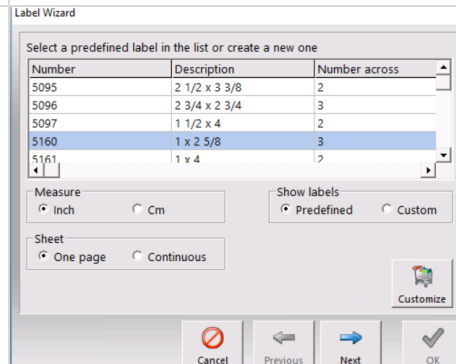 Label Wizard
Select a predefined label in the list or create a new one
Number Description Number across
5095 2 1/2 x 3 3/8 2
5096 2 3/4 x 2 3/4 3
5097 1 1/2 x 4 2
5160 1 x 2 5/8 3
5161 1 x 4 2
Measure Show labels
Inch Cm Predefined Custom
Sheet
One page Continuous
Customize
Cancel Previous Next OK